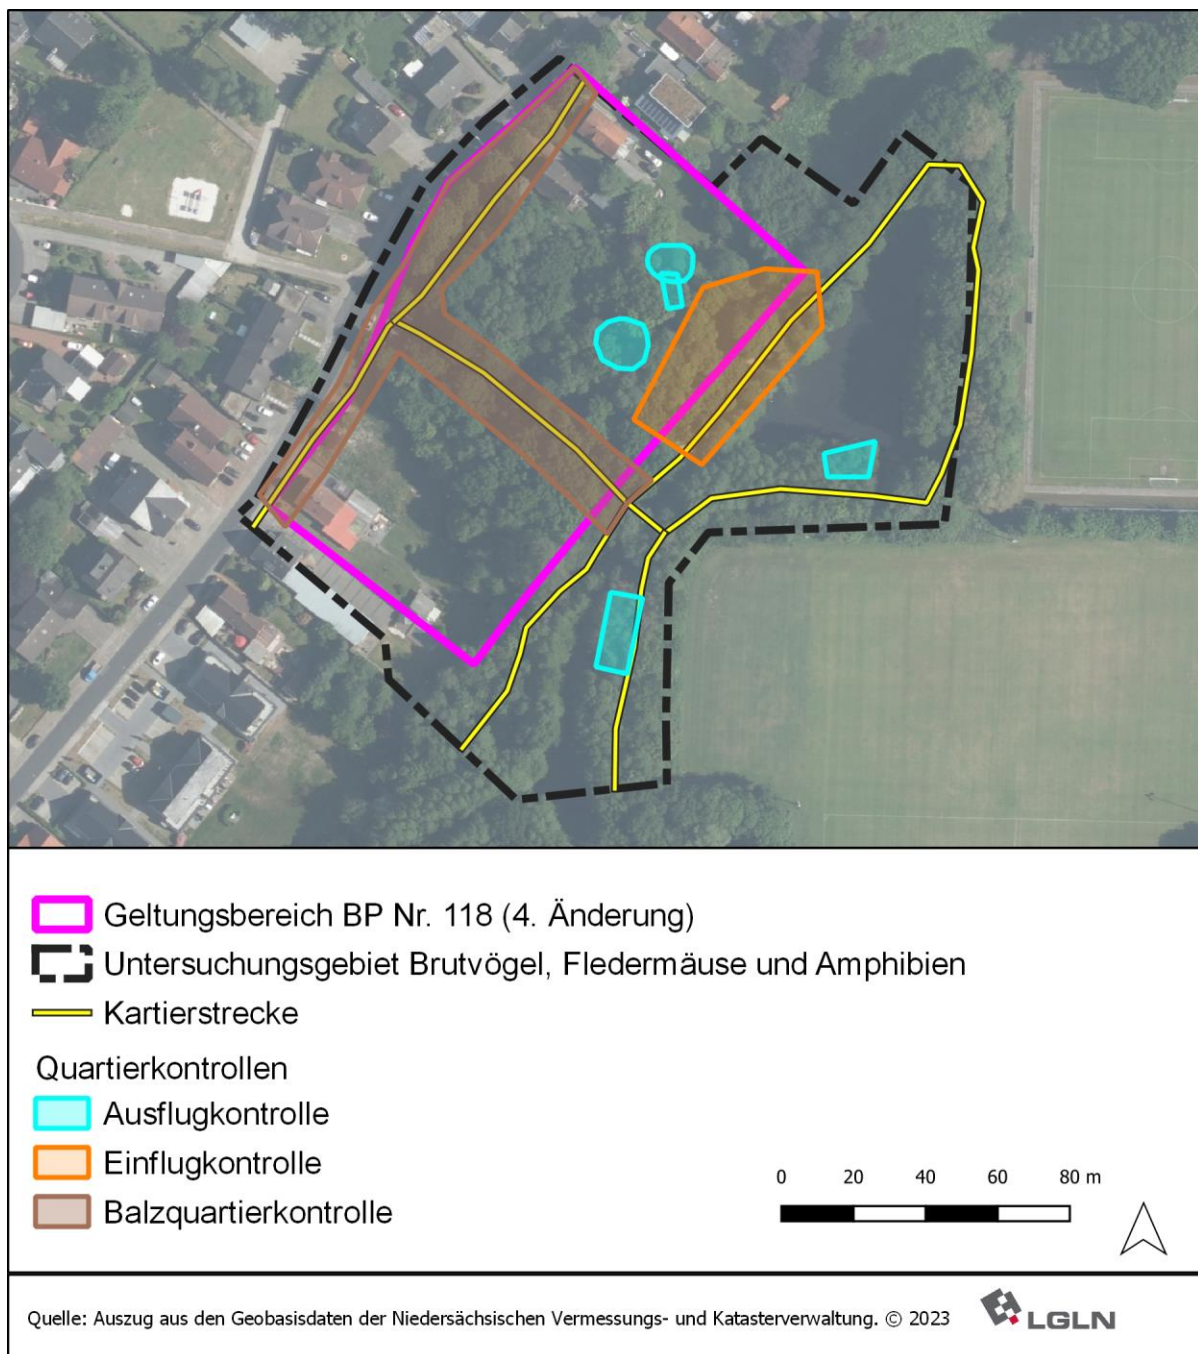 Geltungsbereich BP Nr. 118 (4. Änderung)
Untersuchungsgebiet Brutvögel, Fledermäuse und Amphibien
Kartierstrecke
Quartierkontrollen
Ausflugkontrolle
Einflugkontrolle
Balzquartierkontrolle
0 20 40 60 80 m
Quelle: Auszug aus den Geobasisdaten der Niedersächsischen Vermessungs- und Katasterverwaltung. © 2023
LGLN